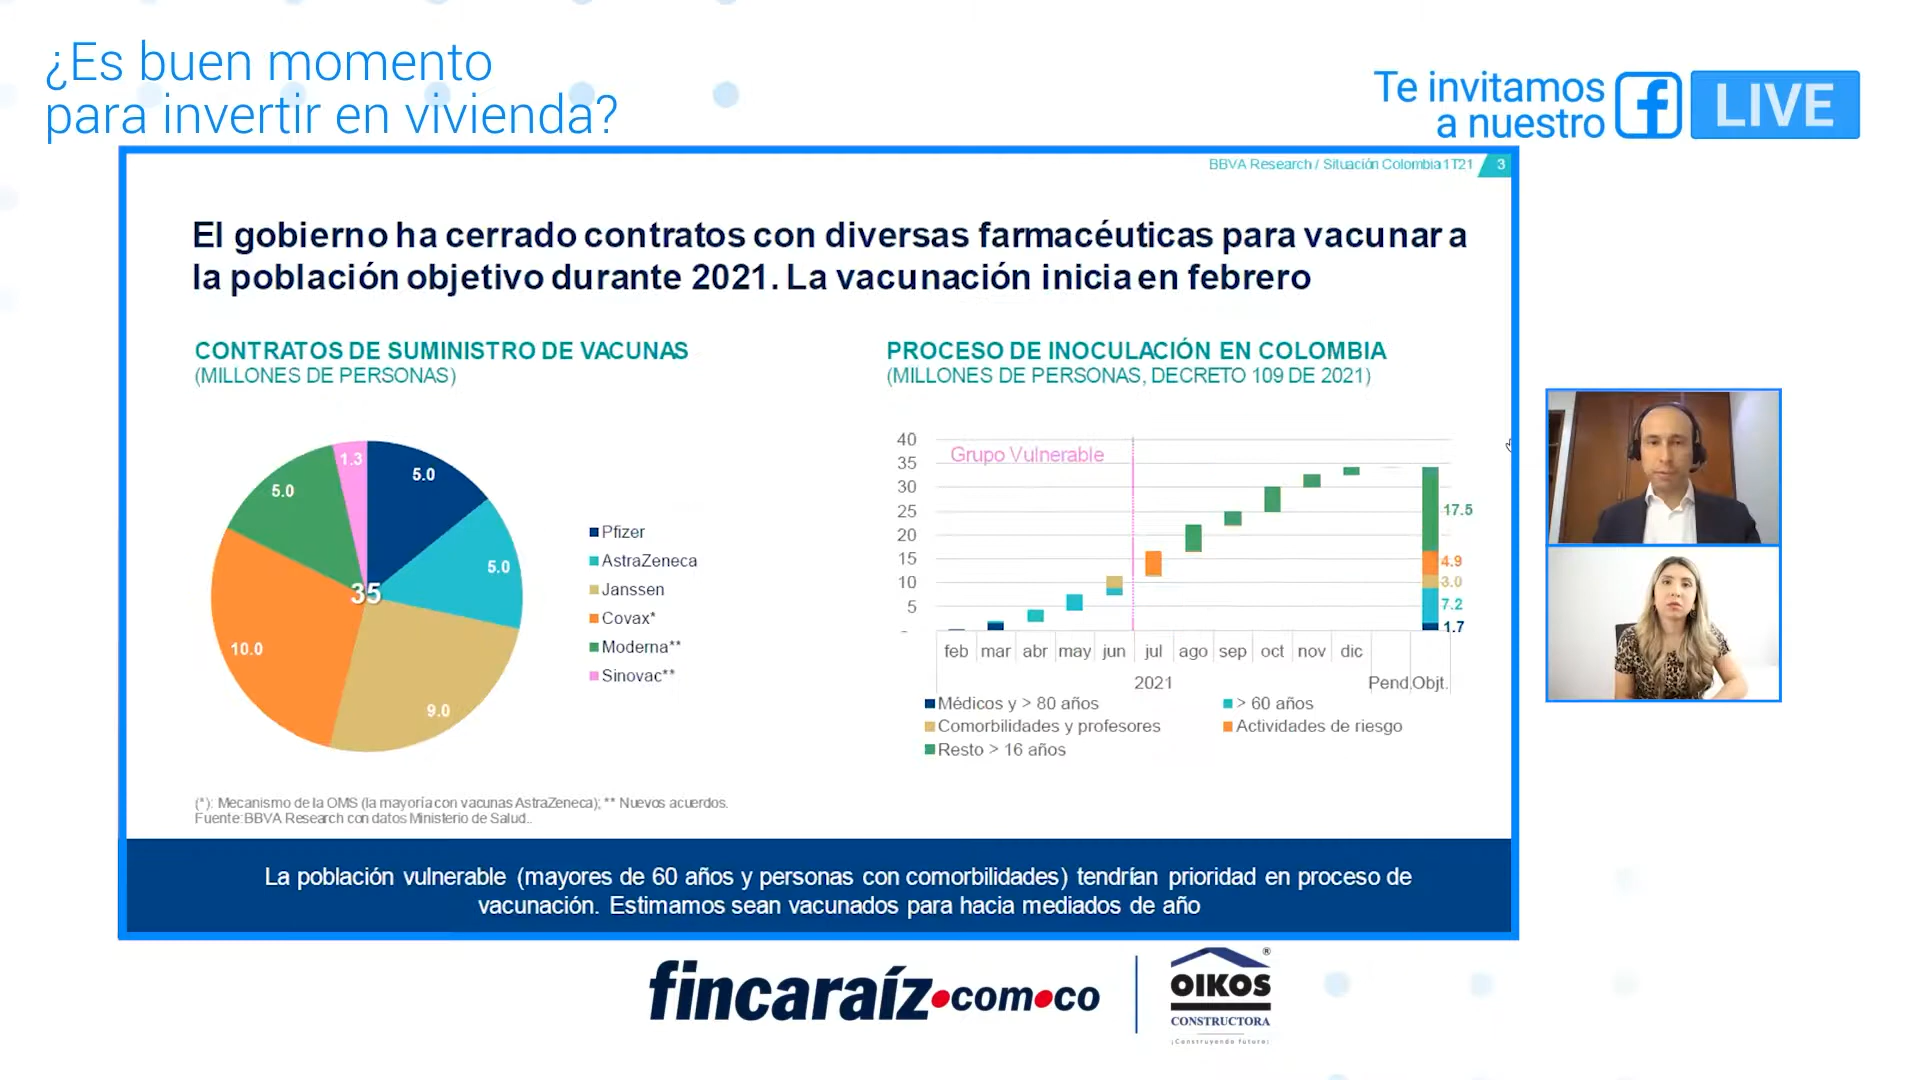 ¿Es buen momento
para invertir en vivienda?
Te invitamos
a nuestro
LIVE
BBVA Research / Situación Colombia 1T21 3
El gobierno ha cerrado contratos con diversas farmacéuticas para vacunar a
la población objetivo durante 2021. La vacunación inicia en febrero
CONTRATOS DE SUMINISTRO DE VACUNAS
(MILLONES DE PERSONAS)
1.3
5.0
5.0
5.0
35
10.0
9.0
Pfizer
AstraZeneca
Janssen
Covax*
Moderna**
Sinovac**
(*): Mecanismo de la OMS (la mayoría con vacunas AstraZeneca); ** Nuevos acuerdos.
Fuente: BBVA Research con datos Ministerio de Salud..
PROCESO DE INOCULACIÓN EN COLOMBIA
(MILLONES DE PERSONAS, DECRETO 109 DE 2021)
40
35
30
25
20
15
10
5
-
Grupo Vulnerable
17.5
4.9
3.0
7.2
1.7
feb mar abr may jun jul ago sep oct nov dic
2021 Pend. Objt.
Médicos y > 80 años > 60 años
Comorbilidades y profesores Actividades de riesgo
Resto > 16 años
La población vulnerable (mayores de 60 años y personas con comorbilidades) tendrían prioridad en proceso de
vacunación. Estimamos sean vacunados para hacia mediados de año
fincaraíz.com.co
OIKOS ®
CONSTRUCTORA
¡Construyendo futuro!